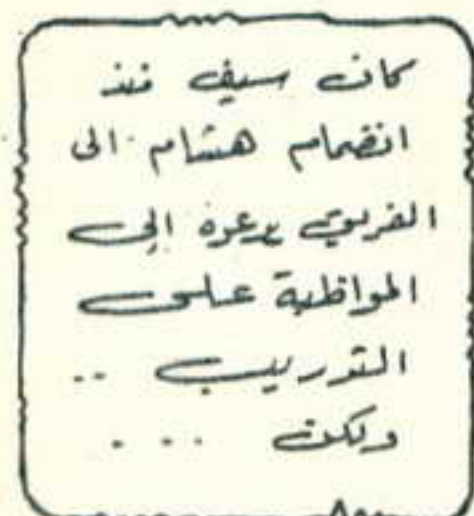 كان سيف منذ
انضمام هشام الى
الفريق يدعوه إلى
المواظبة على
التدريب ..
ولكن ....